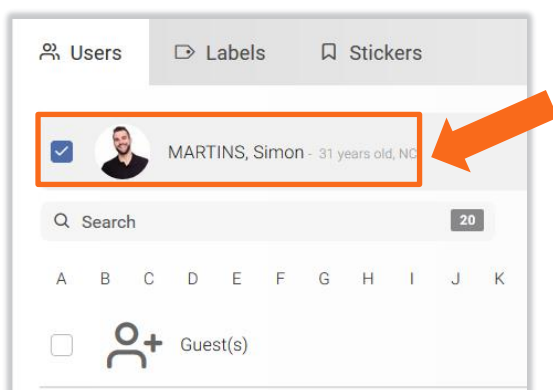 Users Labels Stickers
MARTINS, Simon - 31 years old, NC
Search 20
A B C D E F G H I J K
Guest(s)